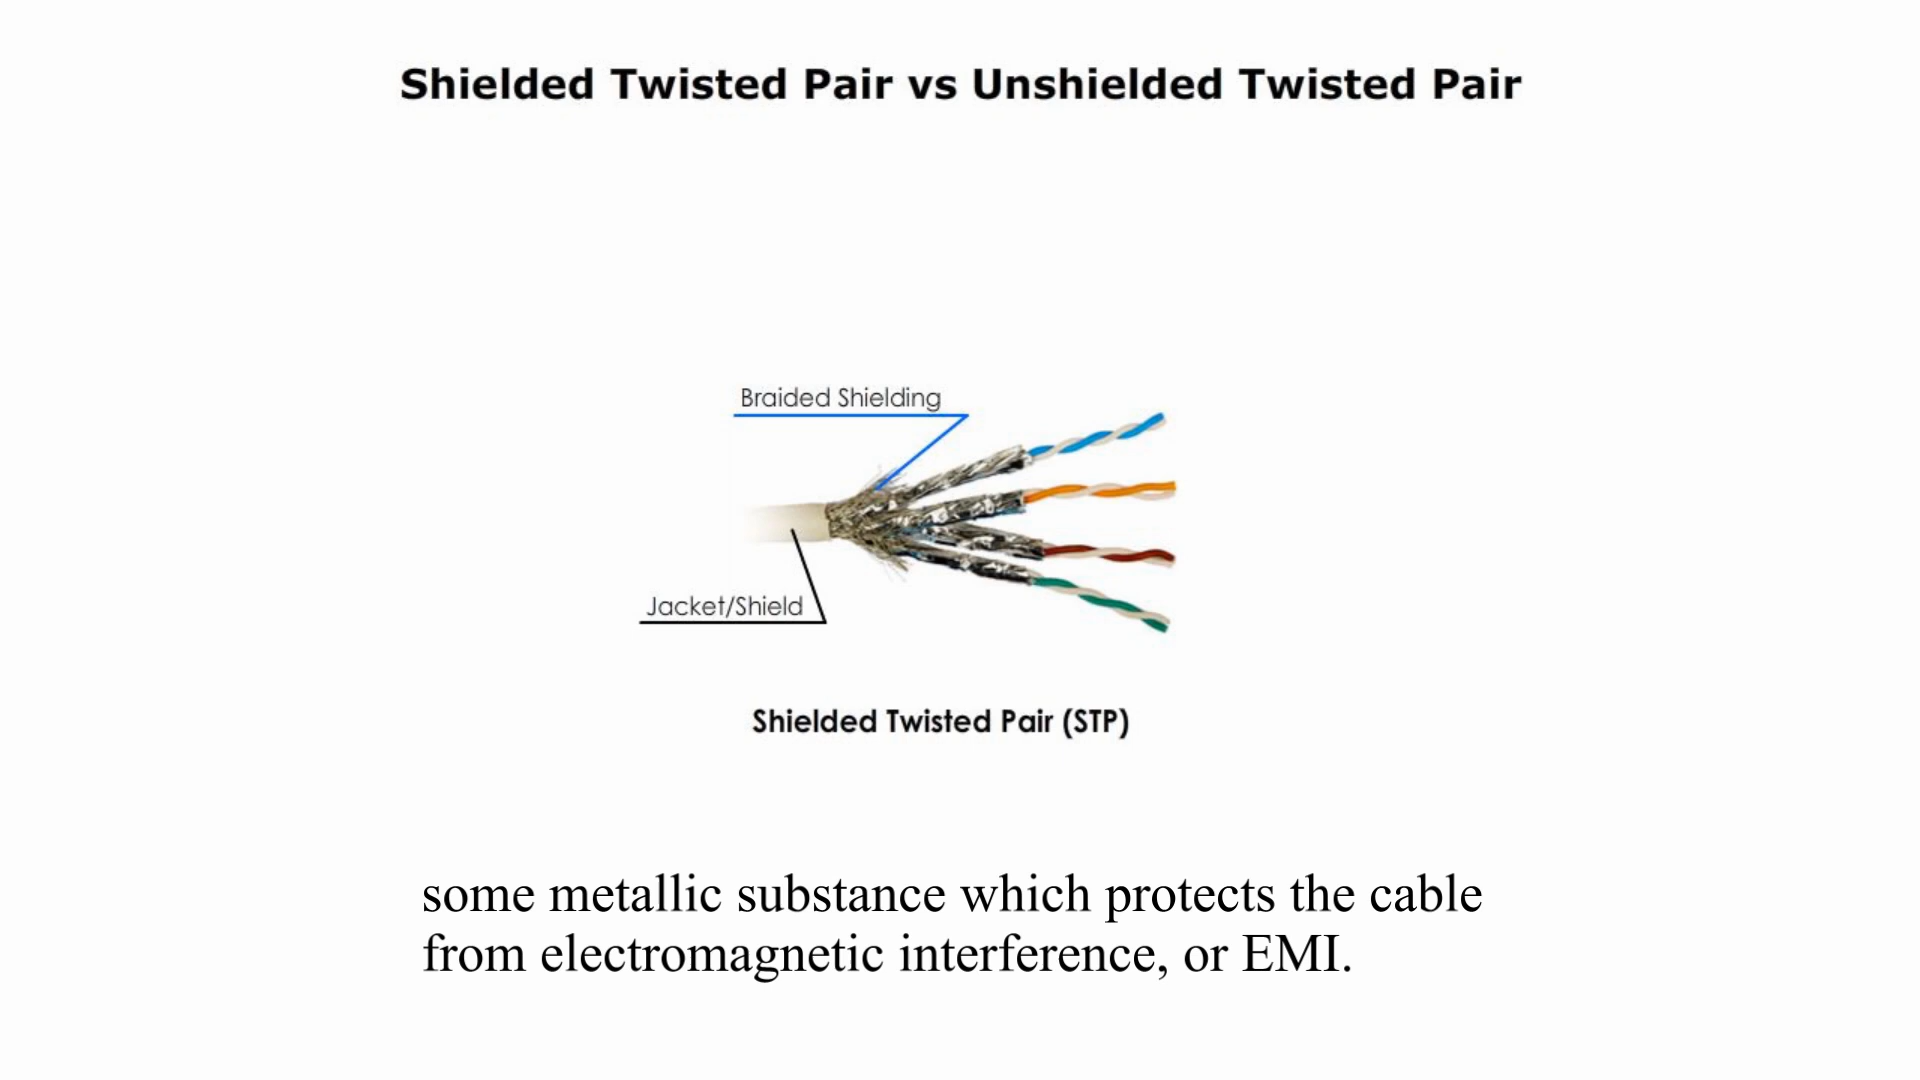 Shielded Twisted Pair vs Unshielded Twisted Pair
Braided Shielding
Jacket/Shield
Shielded Twisted Pair (STP)
some metallic substance which protects the cable
from electromagnetic interference, or EMI.